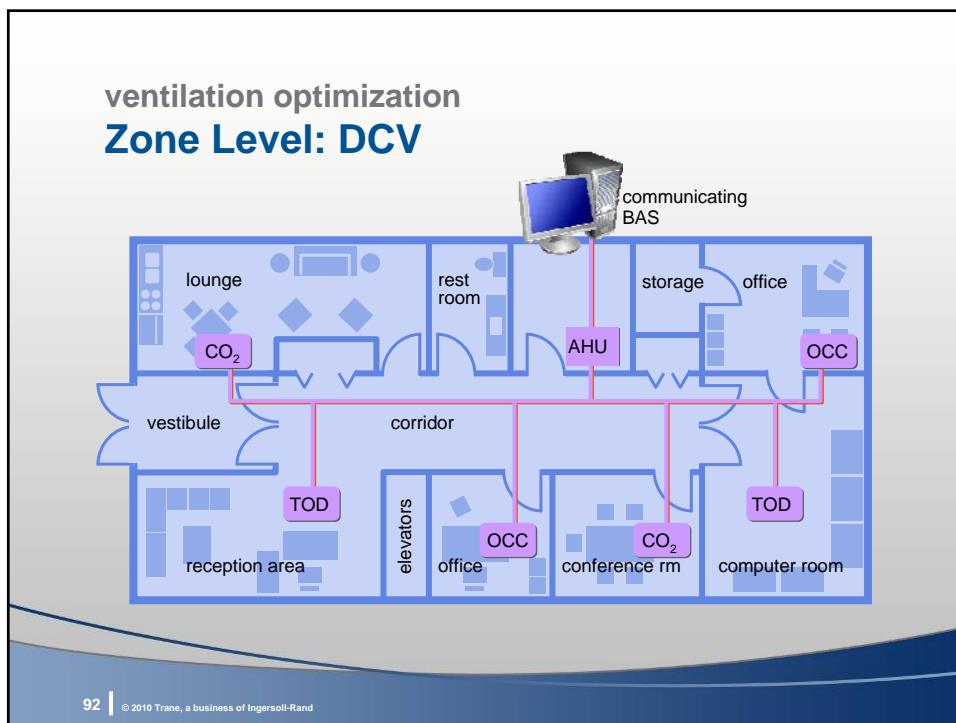 ventilation optimization
Zone Level: DCV
communicating
BAS
lounge
rest
room
storage
office
CO₂
AHU
OCC
vestibule
corridor
TOD
TOD
OCC
CO₂
reception area
elevators
office
conference rm
computer room
92
© 2010 Trane, a business of Ingersoll-Rand